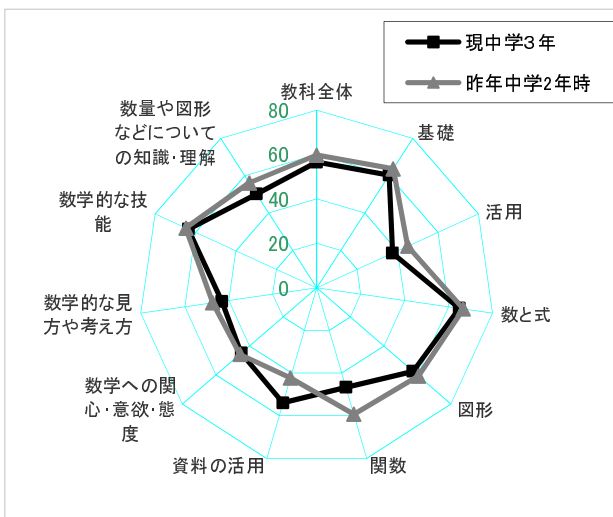 現中学3年
昨年中学2年時
教科全体
基礎
活用
数と式
図形
関数
資料の活用
数学への関
心・意欲・態
度
数学的な見
方や考え方
数学的な技
能
数量や図形
などについて
の知識・理解
80
60
40
20
0